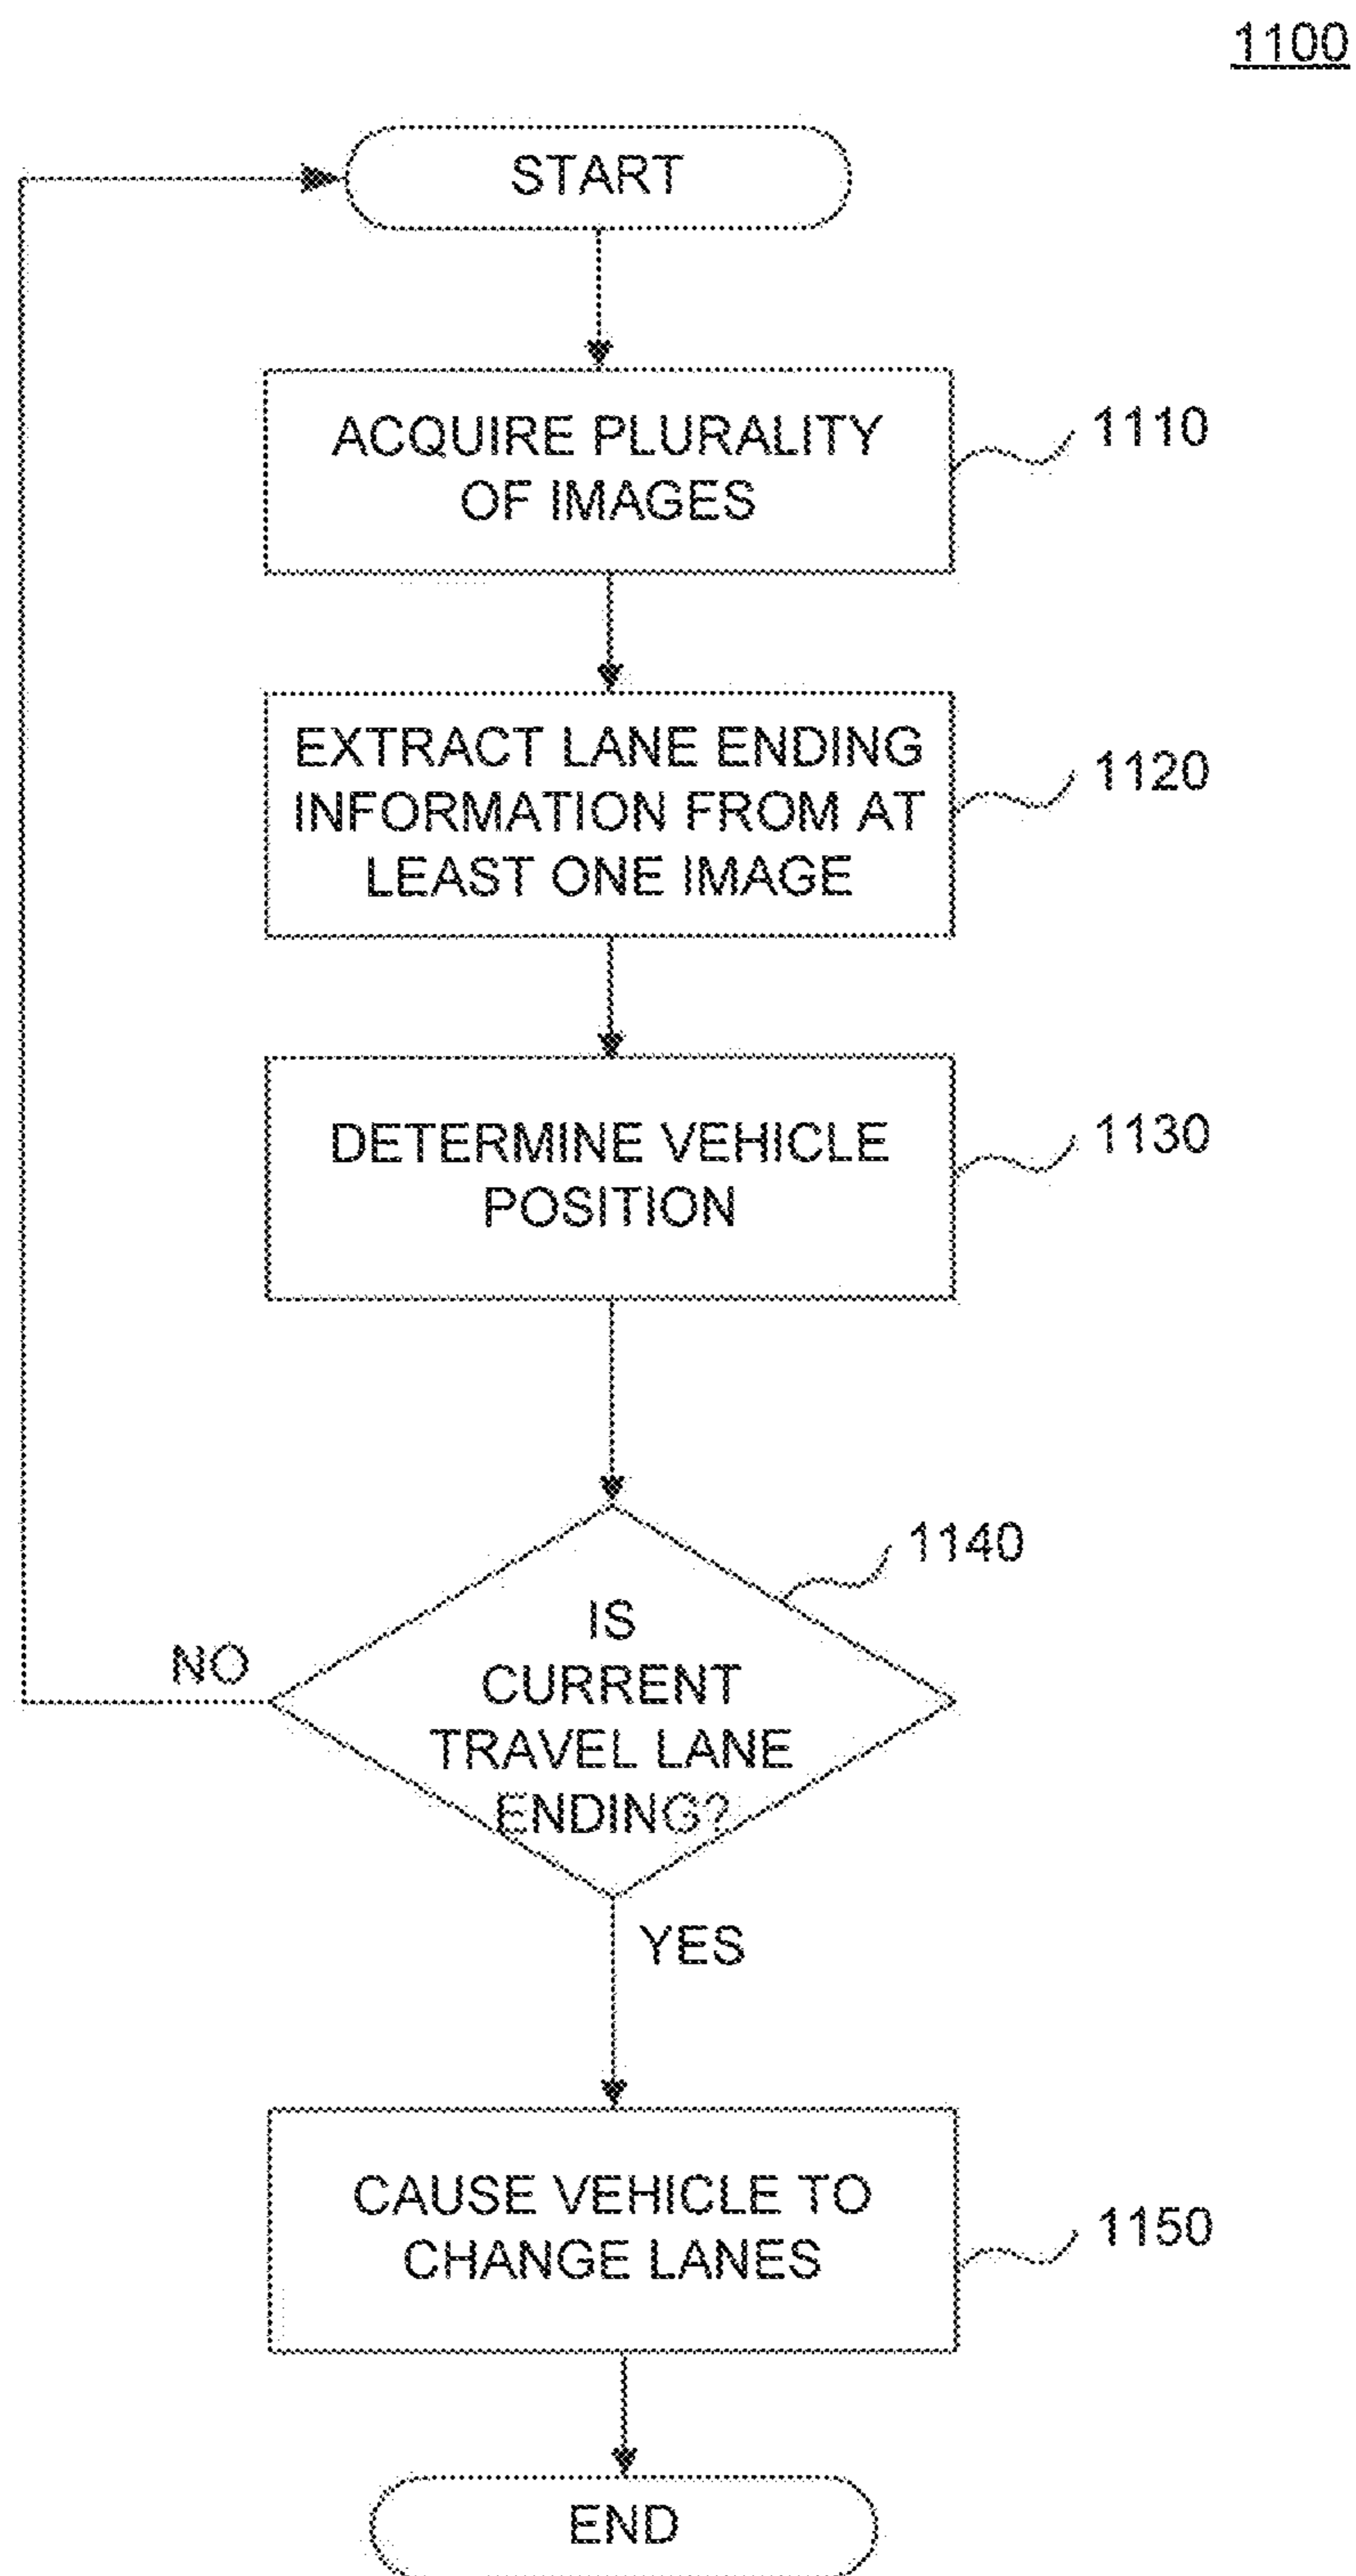 1100
START
ACQUIRE PLURALITY
OF IMAGES
1110
EXTRACT LANE ENDING
INFORMATION FROM AT
LEAST ONE IMAGE
1120
DETERMINE VEHICLE
POSITION
1130
1140
IS
CURRENT
TRAVEL LANE
ENDING?
NO
YES
CAUSE VEHICLE TO
CHANGE LANES
1150
END